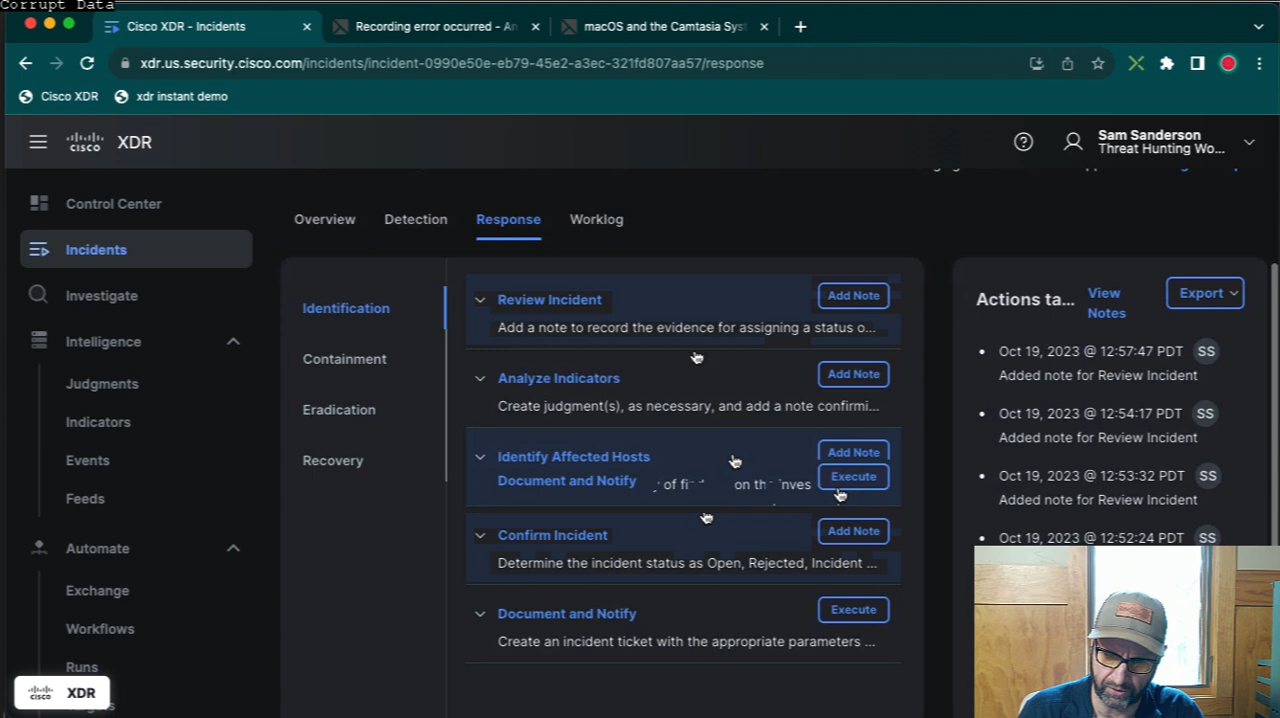 Corrupt Data
Cisco XDR - Incidents
Recording error occurred - An
macOS and the Camtasia Syst
xdr.us.security.cisco.com/incidents/incident-0990e50e-eb79-45e2-a3ec-321fd807aa57/response
Cisco XDR
xdr instant demo
cisco XDR
Sam Sanderson
Threat Hunting Wo...
Control Center
Incidents
Investigate
Intelligence
Judgments
Indicators
Events
Feeds
Automate
Exchange
Workflows
Runs
cisco XDR
Overview
Detection
Response
Worklog
Identification
Containment
Eradication
Recovery
Review Incident
Add Note
Add a note to record the evidence for assigning a status o...
Analyze Indicators
Add Note
Create judgment(s), as necessary, and add a note confirmi...
Identify Affected Hosts
Add Note
Document and Notify
Execute
of on the
Confirm Incident
Add Note
Determine the incident status as Open, Rejected, Incident ...
Document and Notify
Execute
Create an incident ticket with the appropriate parameters ...
Actions ta...
View
Notes
Export
Oct 19, 2023 @ 12:57:47 PDT SS
Added note for Review Incident
Oct 19, 2023 @ 12:54:17 PDT SS
Added note for Review Incident
Oct 19, 2023 @ 12:53:32 PDT SS
Added note for Review Incident
Oct 19, 2023 @ 12:52:24 PDT SS